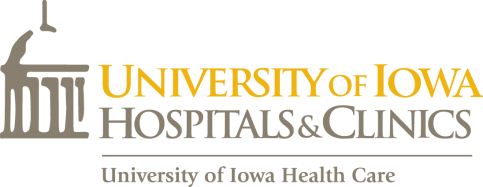 UNIVERSITY OF IOWA
HOSPITALS & CLINICS
University of Iowa Health Care